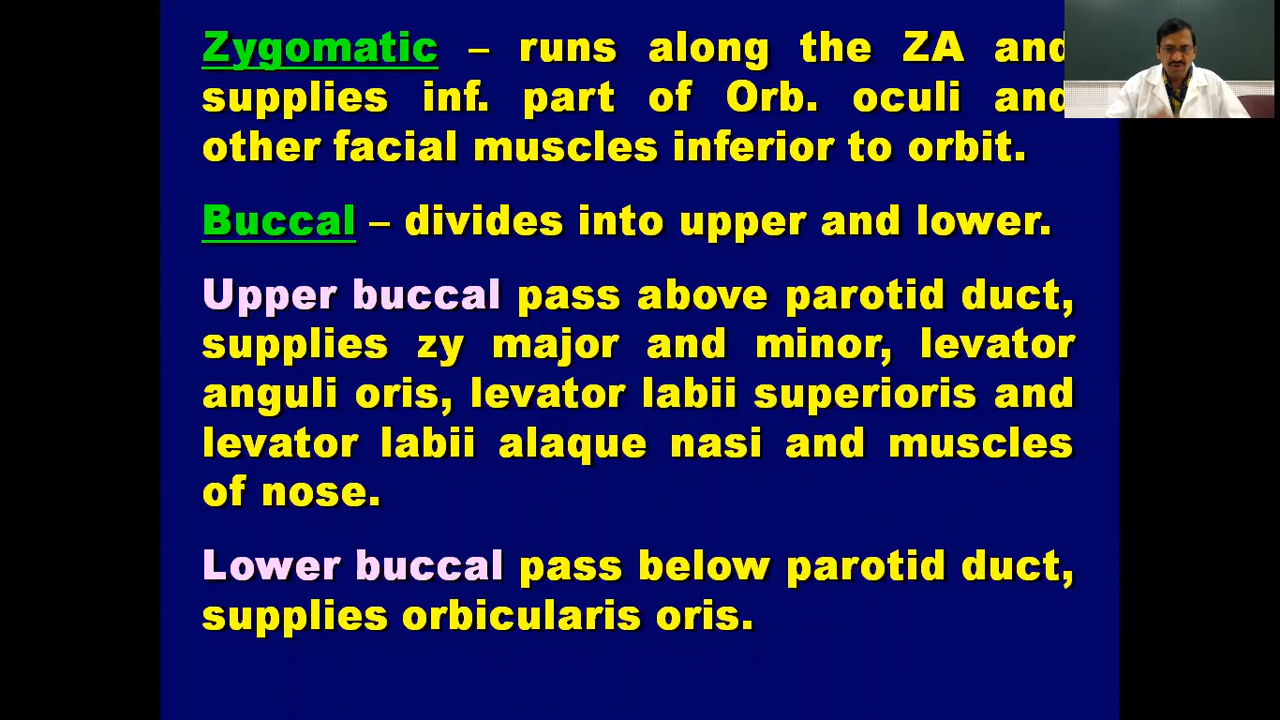 Zygomatic – runs along the ZA and
supplies inf. part of Orb. oculi and
other facial muscles inferior to orbit.
Buccal – divides into upper and lower.
Upper buccal pass above parotid duct,
supplies zy major and minor, levator
anguli oris, levator labii superioris and
levator labii alaque nasi and muscles
of nose.
Lower buccal pass below parotid duct,
supplies orbicularis oris.